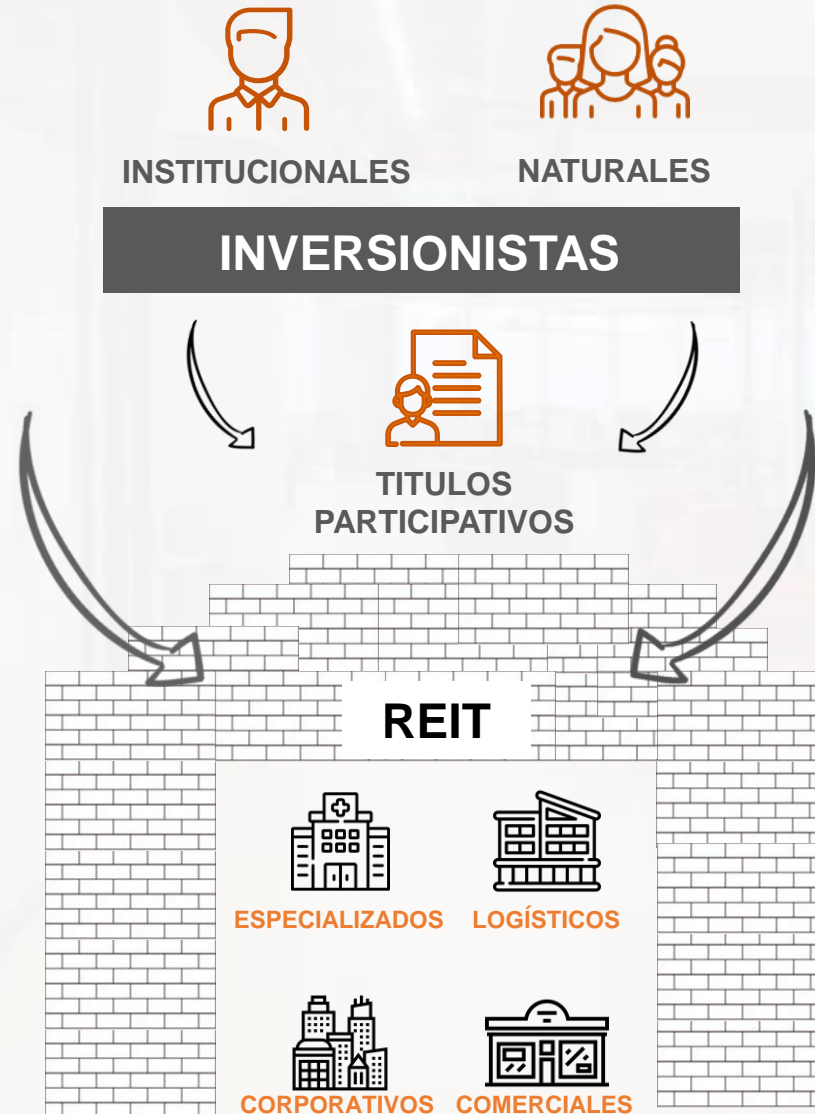 INSTITUCIONALES NATURALES
INVERSIONISTAS
TITULOS
PARTICIPATIVOS
REIT
ESPECIALIZADOS LOGÍSTICOS
CORPORATIVOS COMERCIALES